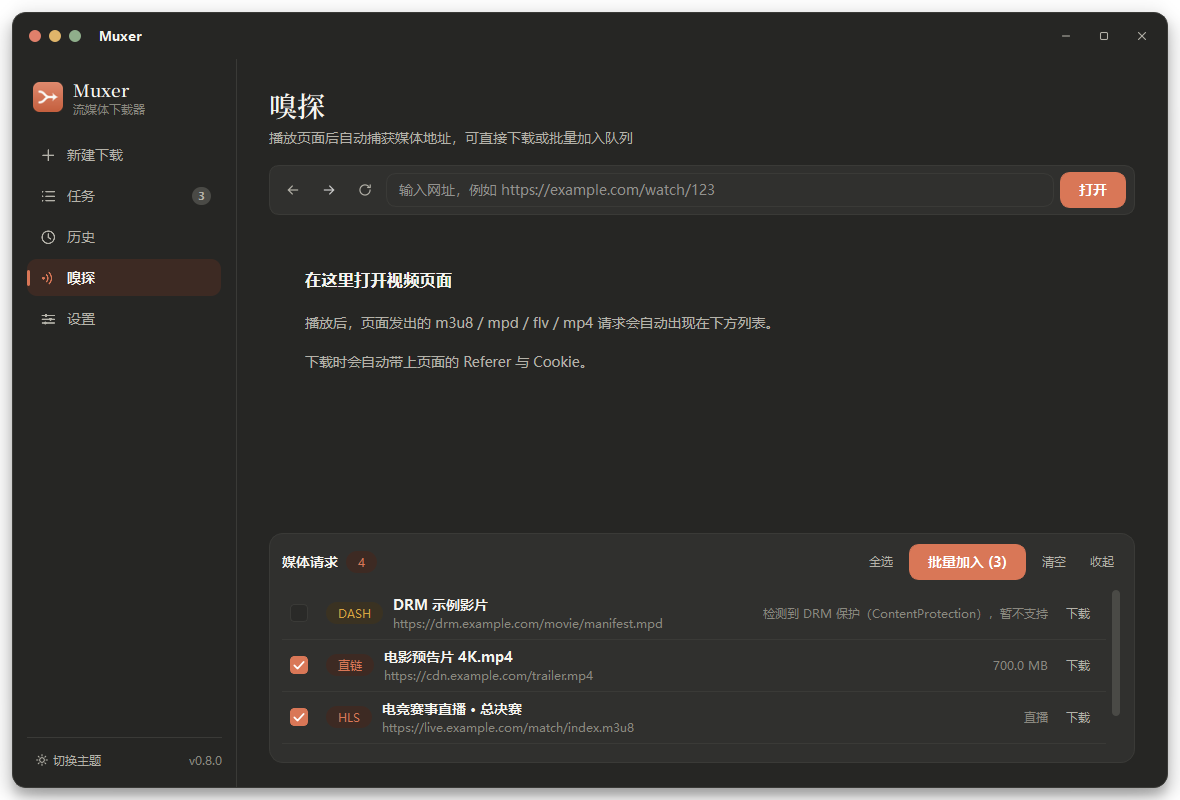 Muxer
Muxer
流媒体下载器
新建下载
任务 3
历史
嗅探
设置
切换主题 v0.8.0
嗅探
播放页面后自动捕获媒体地址，可直接下载或批量加入队列
输入网址，例如 https://example.com/watch/123 打开
在这里打开视频页面
播放后，页面发出的 m3u8 / mpd / flv / mp4 请求会自动出现在下方列表。
下载时会自动带上页面的 Referer 与 Cookie。
媒体请求 4 全选 批量加入 (3) 清空 收起
DASH DRM 示例影片 检测到 DRM 保护（ContentProtection），暂不支持 下载
https://drm.example.com/movie/manifest.mpd
直链 电影预告片 4K.mp4 700.0 MB 下载
https://cdn.example.com/trailer.mp4
HLS 电竞赛事直播 • 总决赛 直播 下载
https://live.example.com/match/index.m3u8